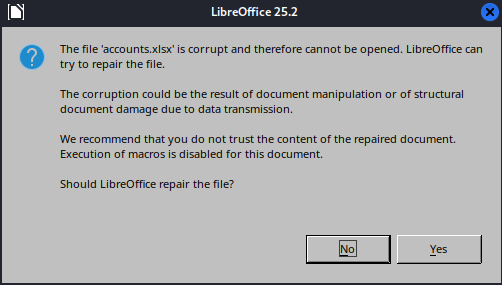 LibreOffice 25.2
The file 'accounts.xlsx' is corrupt and therefore cannot be opened. LibreOffice can
try to repair the file.
The corruption could be the result of document manipulation or of structural
document damage due to data transmission.
We recommend that you do not trust the content of the repaired document.
Execution of macros is disabled for this document.
Should LibreOffice repair the file?
No
Yes